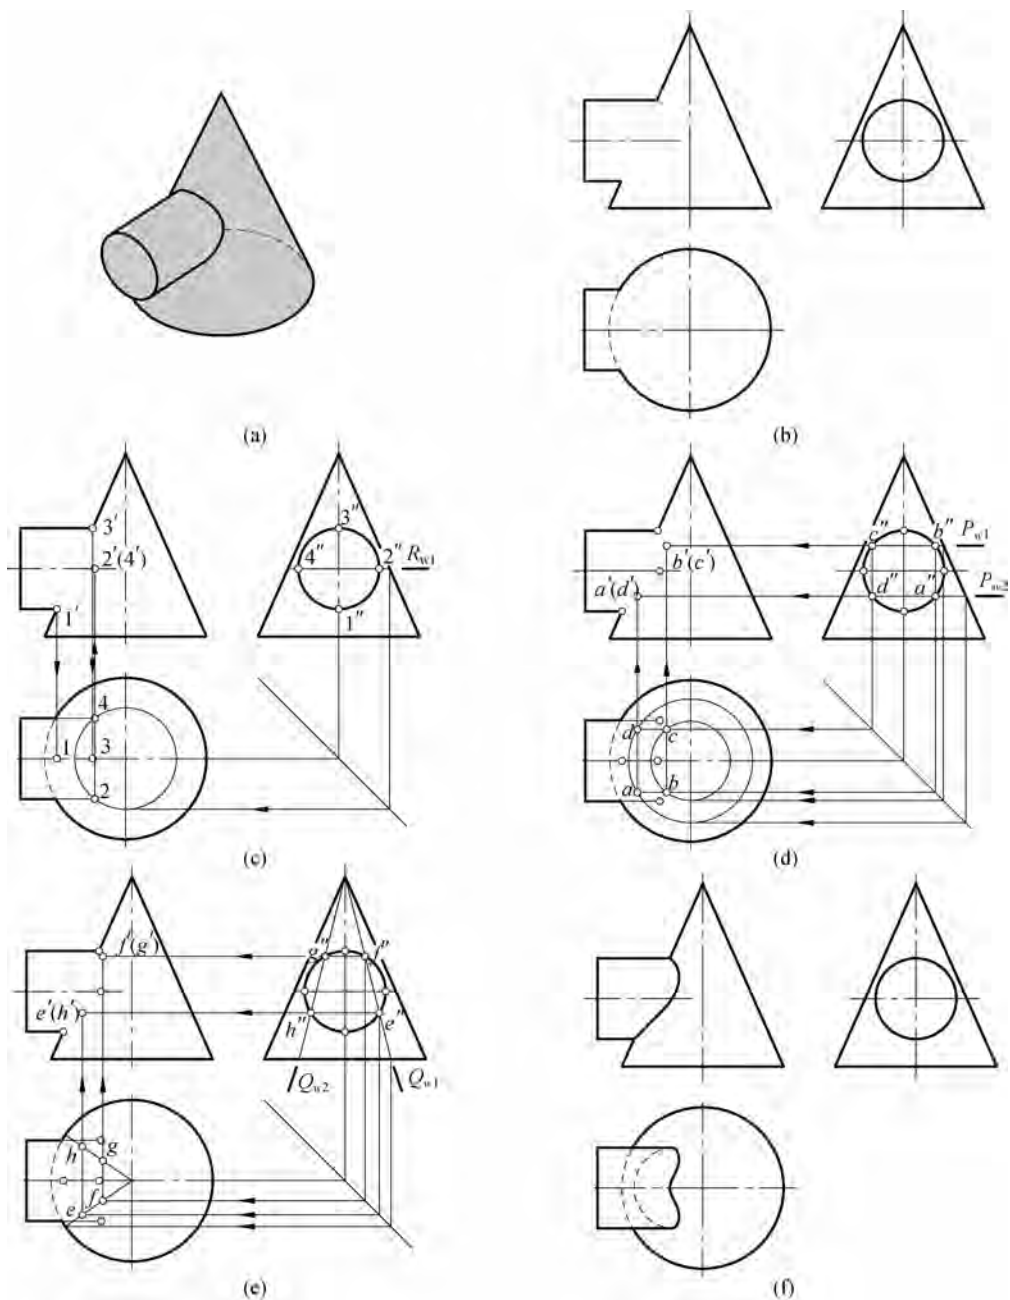 (a)
(b)
3'
2'(4')
1'
3"
4"
2"
R_W1
1"
4
1
3
2
(c)
b'(c')
a'(d')
c"
b"
P_W1
d"
a"
P_W2
d
c
a
b
(d)
f'(g')
e'(h')
g"
f"
h"
e"
Q_W2
Q_W1
h
g
f
e
(e)
(f)